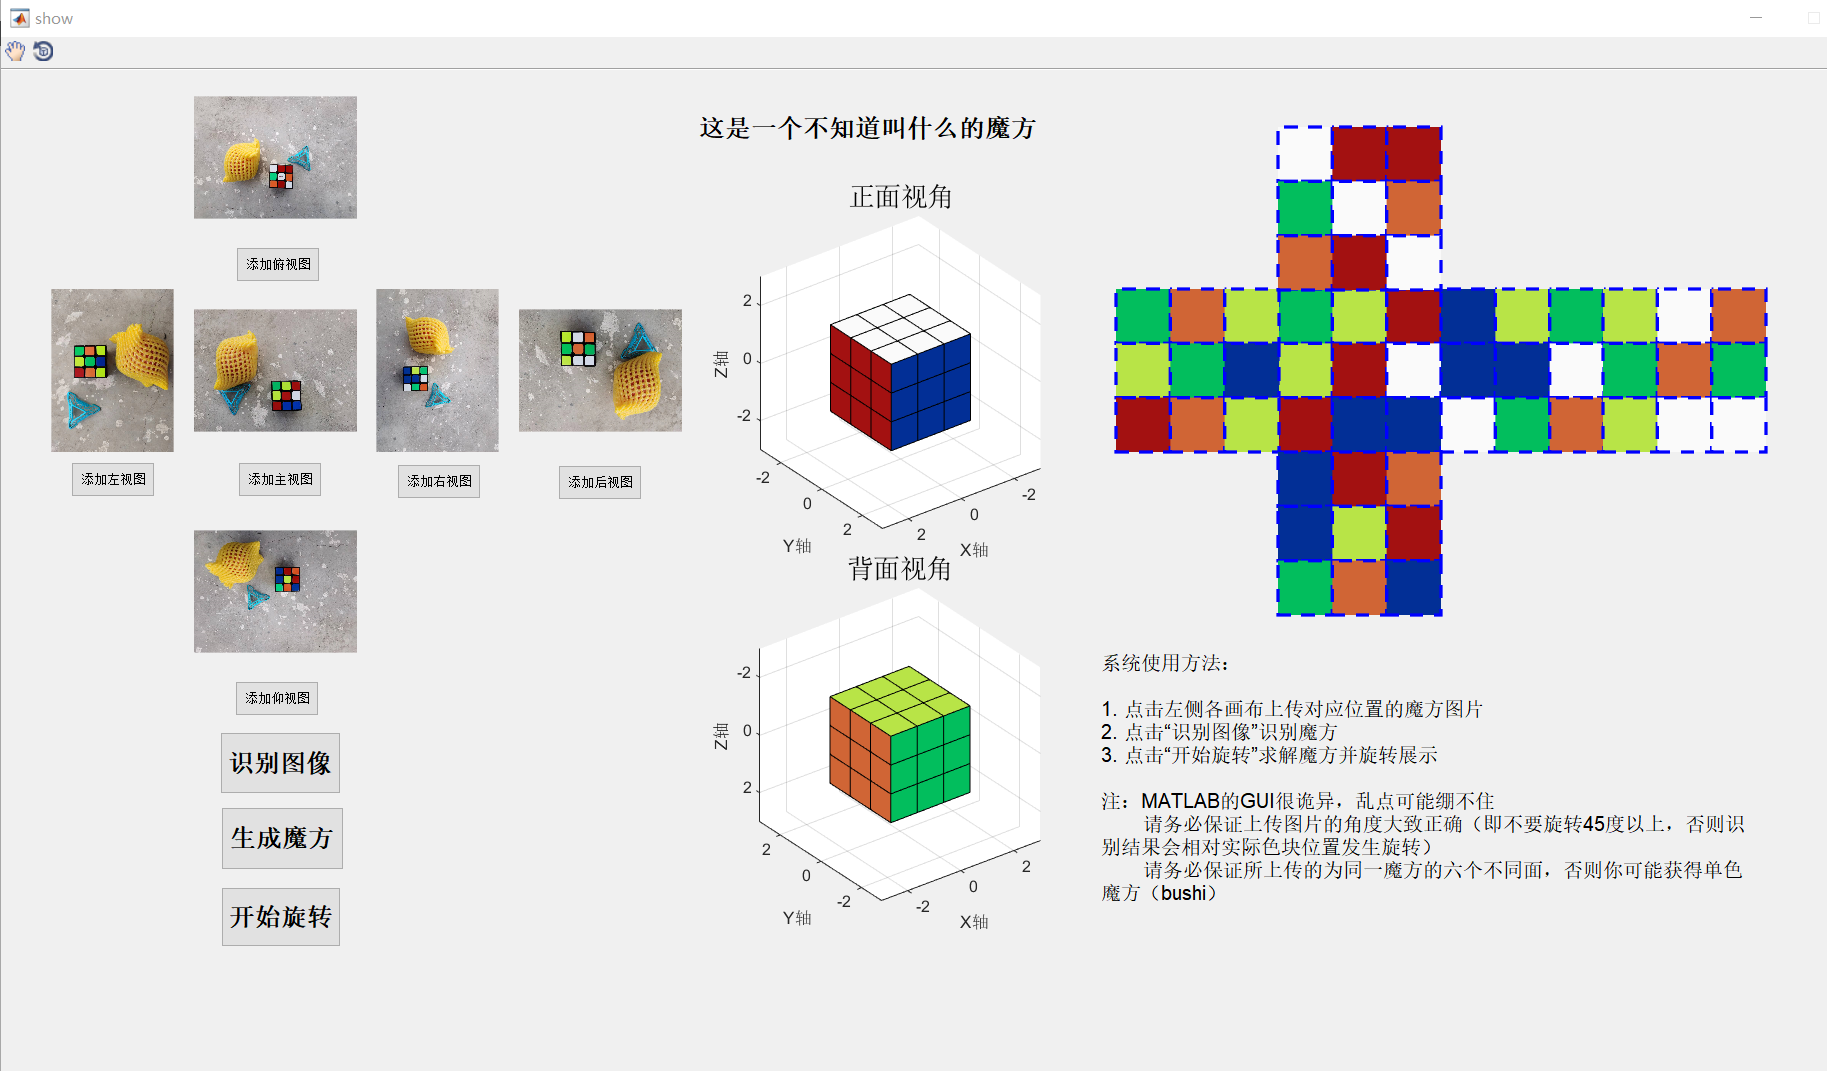 show
这是一个不知道叫什么的魔方
添加俯视图
添加左视图
添加主视图
添加右视图
添加后视图
添加仰视图
识别图像
生成魔方
开始旋转
正面视角
2
0
-2
Z轴
-2
0
2
Y轴
2
0
-2
X轴
背面视角
-2
0
2
Z轴
2
0
-2
Y轴
-2
0
2
X轴
系统使用方法：
1. 点击左侧各画布上传对应位置的魔方图片
2. 点击“识别图像”识别魔方
3. 点击“开始旋转”求解魔方并旋转展示
注：MATLAB的GUI很诡异，乱点可能绷不住
请务必保证上传图片的角度大致正确（即不要旋转45度以上，否则识
别结果会相对实际色块位置发生旋转）
请务必保证所上传的为同一魔方的六个不同面，否则你可能获得单色
魔方（bushi）